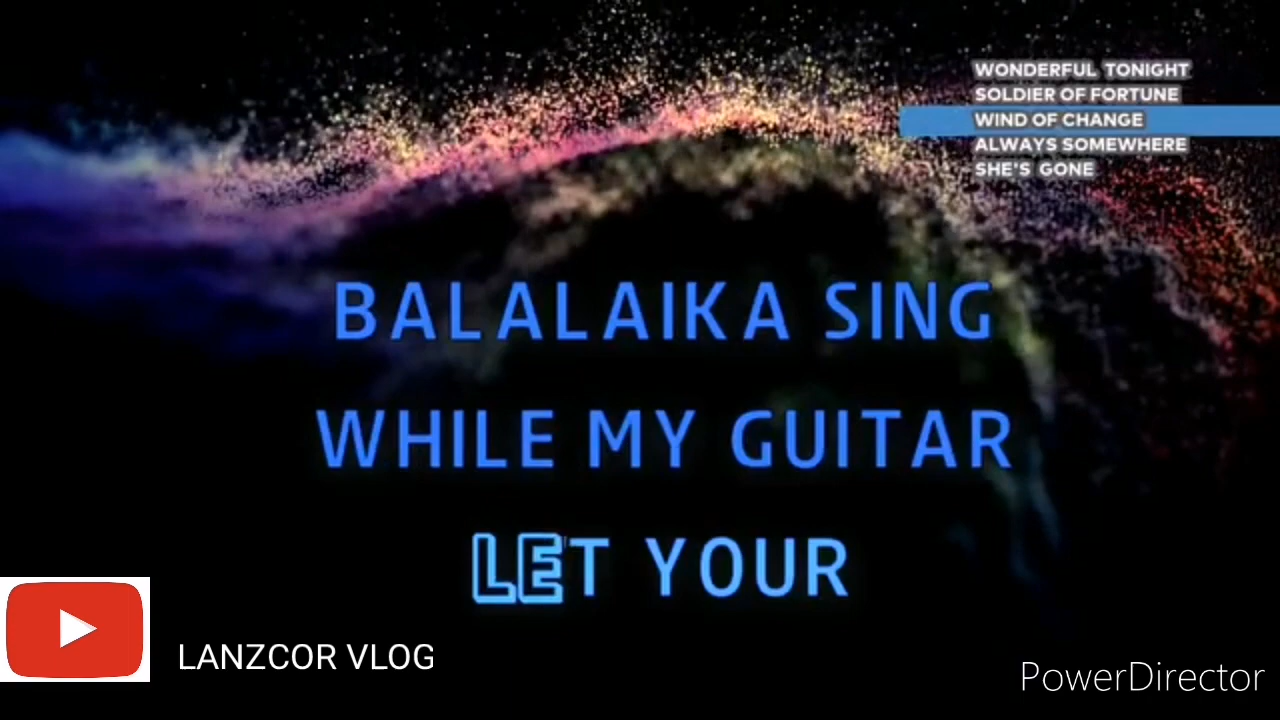 WONDERFUL TONIGHT
SOLDIER OF FORTUNE
WIND OF CHANGE
ALWAYS SOMEWHERE
SHE'S GONE
BALALAIKA SING
WHILE MY GUITAR
LET YOUR
LANZCOR VLOG
PowerDirector